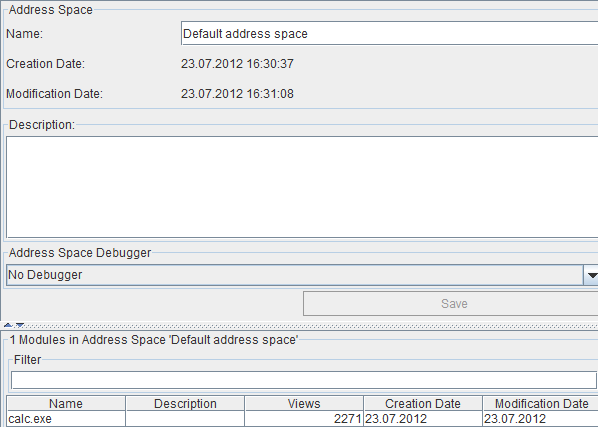 Address Space
Name: Default address space
Creation Date: 23.07.2012 16:30:37
Modification Date: 23.07.2012 16:31:08
Description:
Address Space Debugger
No Debugger
Save
1 Modules in Address Space 'Default address space'
Filter
Name Description Views Creation Date Modification Date
calc.exe 2271 23.07.2012 23.07.2012